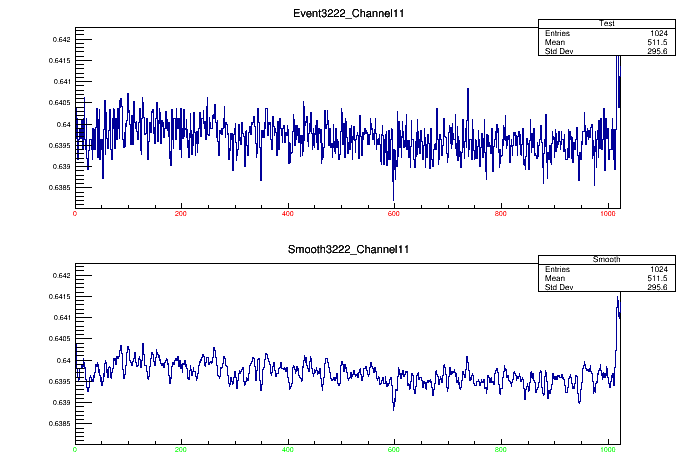 Event3222_Channel11
Test
Entries 1024
Mean 511.5
Std Dev 295.6
0.642
0.6415
0.641
0.6405
0.64
0.6395
0.639
0.6385
0 200 400 600 800 1000
Smooth3222_Channel11
Smooth
Entries 1024
Mean 511.5
Std Dev 295.6
0.642
0.6415
0.641
0.6405
0.64
0.6395
0.639
0.6385
0 200 400 600 800 1000